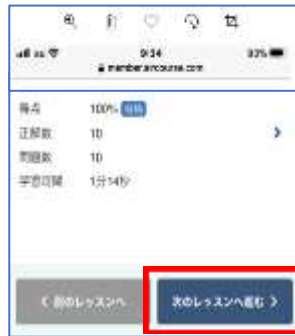 9:14
member.aircourse.com
得点 100% 合格
正解数 10
問題数 10
学習時間 1分14秒
前のレッスンへ
次のレッスンへ進む